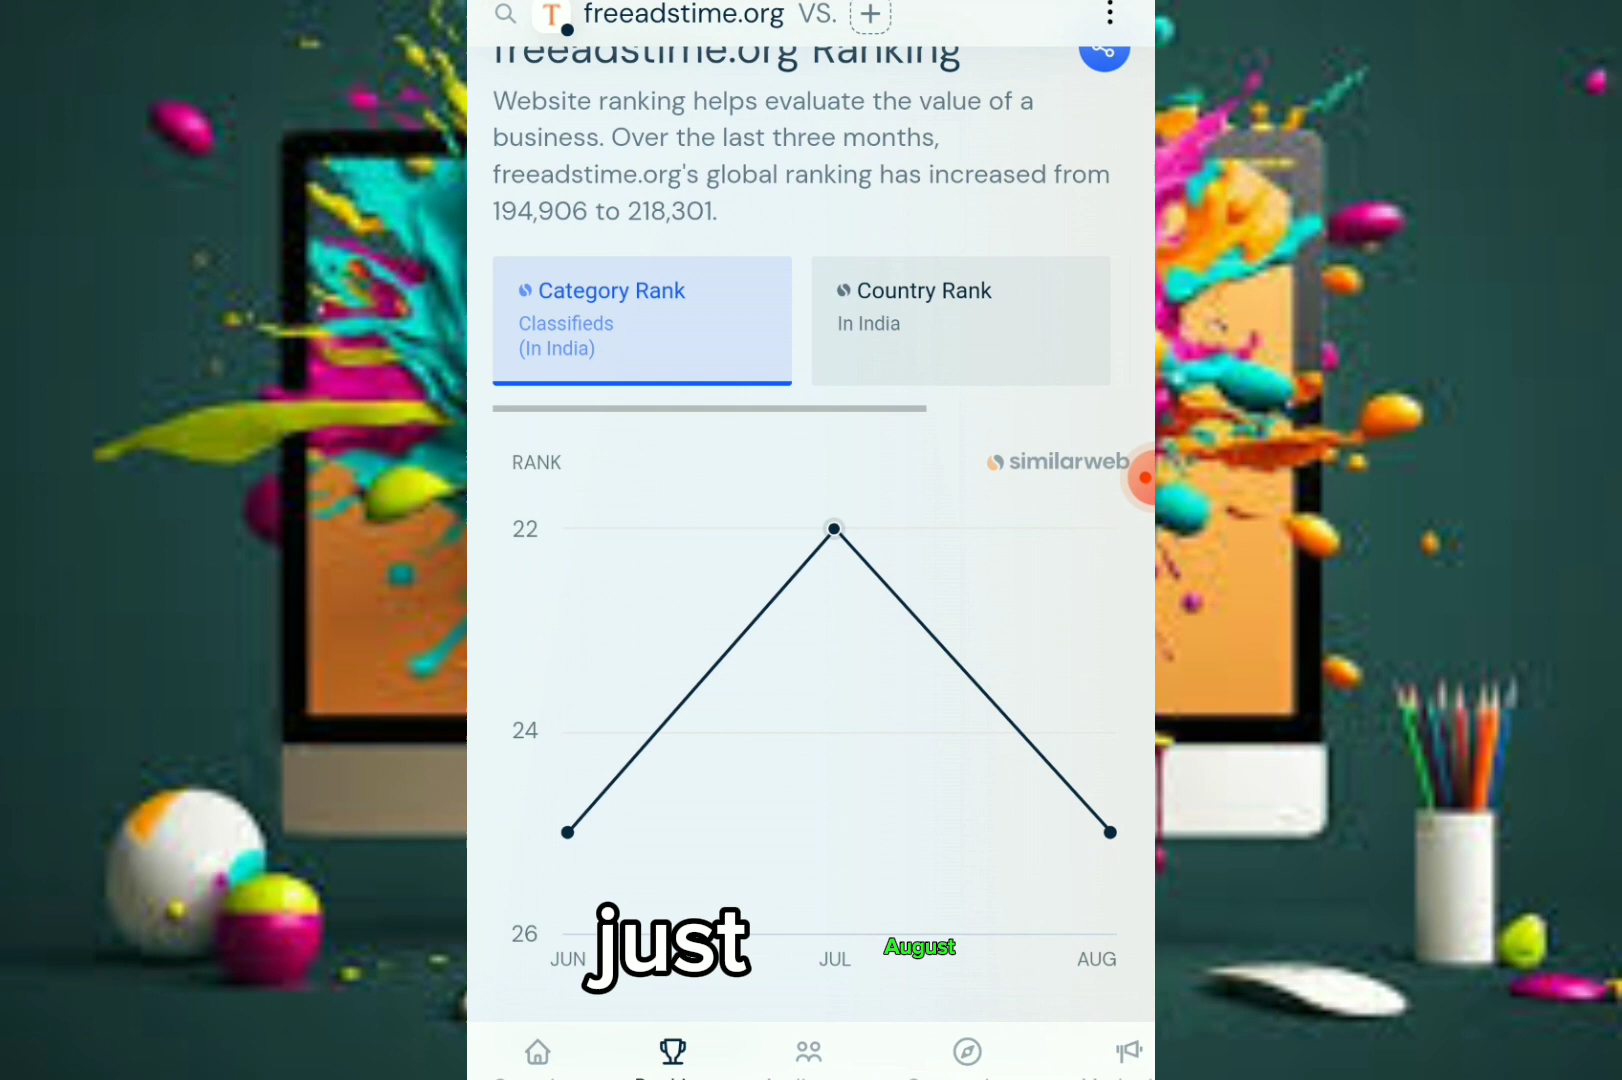 freeadstime.org VS.
freeadstime.org Ranking
Website ranking helps evaluate the value of a
business. Over the last three months,
freeadstime.org's global ranking has increased from
194,906 to 218,301.
Category Rank
Classifieds
(In India)
Country Rank
In India
RANK
similarweb
22
24
26
JUN
JUL
AUG
just
August